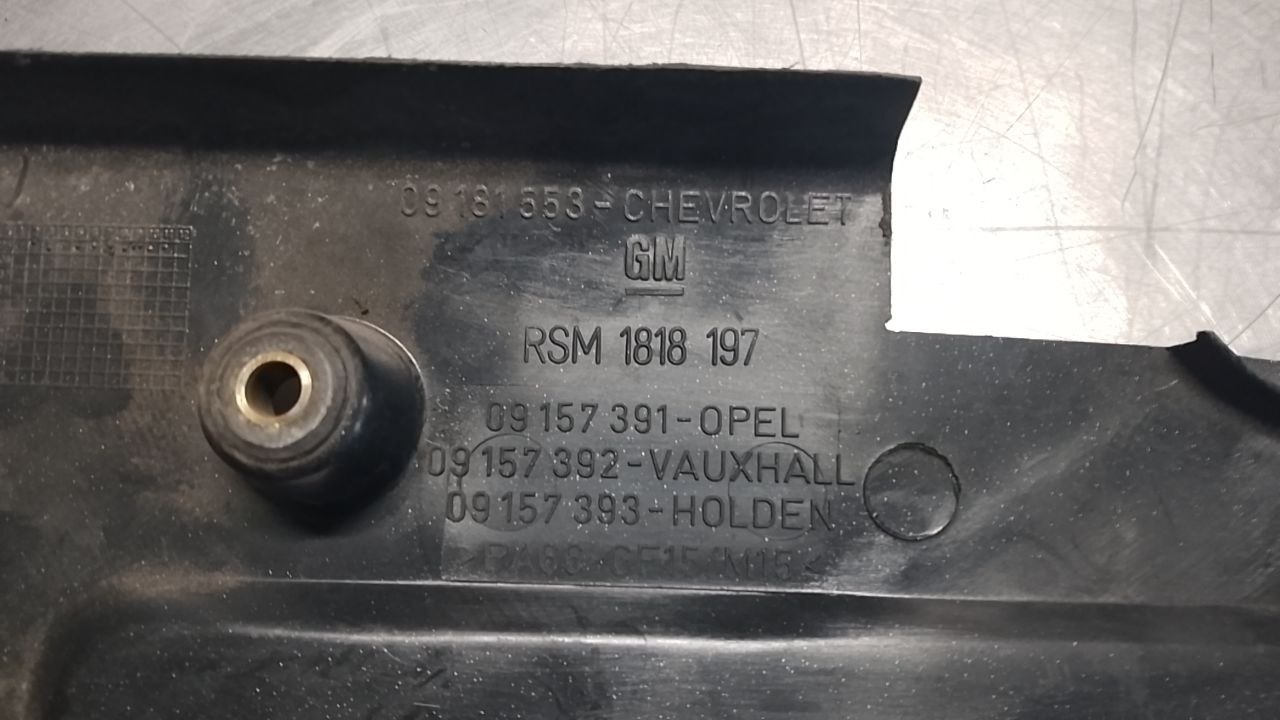 09 181 553 - CHEVROLET
GM
RSM 1818 197
09 157 391 - OPEL
09 157 392 - VAUXHALL
09 157 393 - HOLDEN